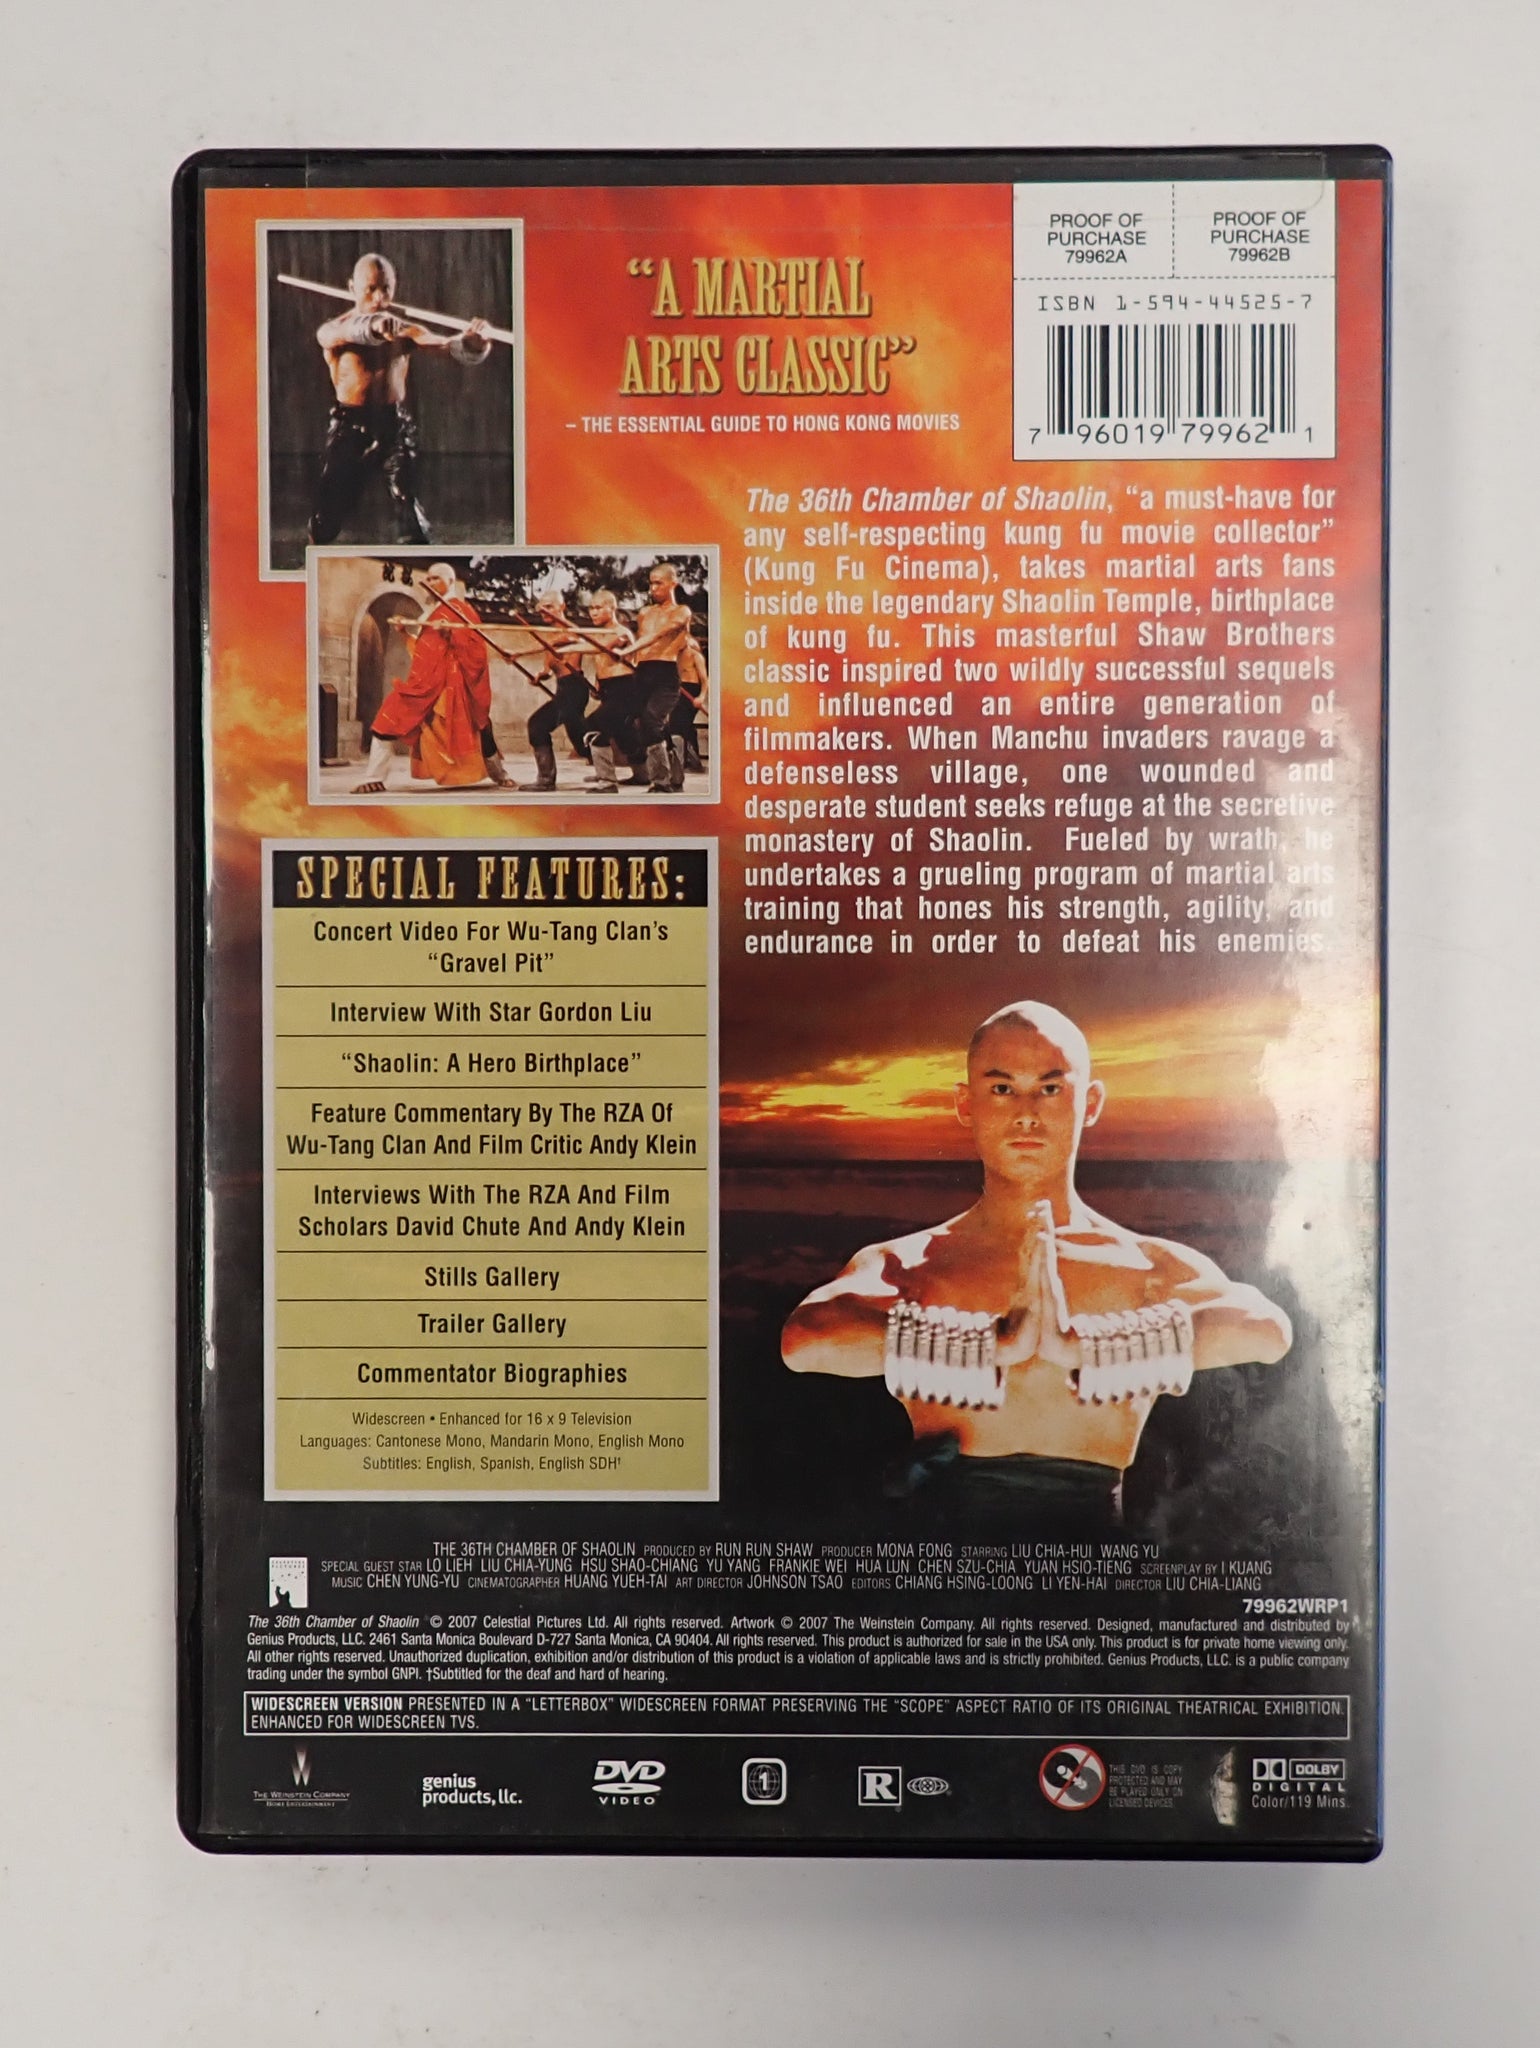 PROOF OF
PURCHASE
79962A
PROOF OF
PURCHASE
79962B
ISBN 1-594-44525-7
7 96019 79962 1
“A MARTIAL
ARTS CLASSIC”
– THE ESSENTIAL GUIDE TO HONG KONG MOVIES
The 36th Chamber of Shaolin, “a must-have for
any self-respecting kung fu movie collector”
(Kung Fu Cinema), takes martial arts fans
inside the legendary Shaolin Temple, birthplace
of kung fu. This masterful Shaw Brothers
classic inspired two wildly successful sequels
and influenced an entire generation of
filmmakers. When Manchu invaders ravage a
defenseless village, one wounded and
desperate student seeks refuge at the secretive
monastery of Shaolin. Fueled by wrath, he
undertakes a grueling program of martial arts
training that hones his strength, agility, and
endurance in order to defeat his enemies.
SPECIAL FEATURES:
Concert Video For Wu-Tang Clan’s
“Gravel Pit”
Interview With Star Gordon Liu
“Shaolin: A Hero Birthplace”
Feature Commentary By The RZA Of
Wu-Tang Clan And Film Critic Andy Klein
Interviews With The RZA And Film
Scholars David Chute And Andy Klein
Stills Gallery
Trailer Gallery
Commentator Biographies
Widescreen • Enhanced for 16 x 9 Television
Languages: Cantonese Mono, Mandarin Mono, English Mono
Subtitles: English, Spanish, English SDH†
THE 36TH CHAMBER OF SHAOLIN PRODUCED BY RUN RUN SHAW PRODUCER MONA FONG STARRING LIU CHIA-HUI WANG YU
SPECIAL GUEST STAR LO LIEH LIU CHIA-YUNG HSU SHAO-CHIANG YU YANG FRANKIE WEI HUA LUN CHEN SZU-CHIA YUAN HSIO-TIENG SCREENPLAY BY I KUANG
MUSIC CHEN YUNG-YU CINEMATOGRAPHER HUANG YUEH-TAI ART DIRECTOR JOHNSON TSAO EDITORS CHIANG HSING-LOONG LI YEN-HAI DIRECTOR LIU CHIA-LIANG
CELESTIAL
PICTURES
79962WRP1
The 36th Chamber of Shaolin © 2007 Celestial Pictures Ltd. All rights reserved. Artwork © 2007 The Weinstein Company. All rights reserved. Designed, manufactured and distributed by
Genius Products, LLC. 2461 Santa Monica Boulevard D-727 Santa Monica, CA 90404. All rights reserved. This product is authorized for sale in the USA only. This product is for private home viewing only.
All other rights reserved. Unauthorized duplication, exhibition and/or distribution of this product is a violation of applicable laws and is strictly prohibited. Genius Products, LLC. is a public company
trading under the symbol GNPI. †Subtitled for the deaf and hard of hearing.
WIDESCREEN VERSION PRESENTED IN A “LETTERBOX” WIDESCREEN FORMAT PRESERVING THE “SCOPE” ASPECT RATIO OF ITS ORIGINAL THEATRICAL EXHIBITION.
ENHANCED FOR WIDESCREEN TVS.
THE WEINSTEIN COMPANY
HOME ENTERTAINMENT
genius
products, llc.
DVD
VIDEO
1
R
THIS DVD IS COPY
PROTECTED AND MAY
BE PLAYED ONLY ON
LICENSED DEVICES.
DOLBY
DIGITAL
Color/119 Mins.